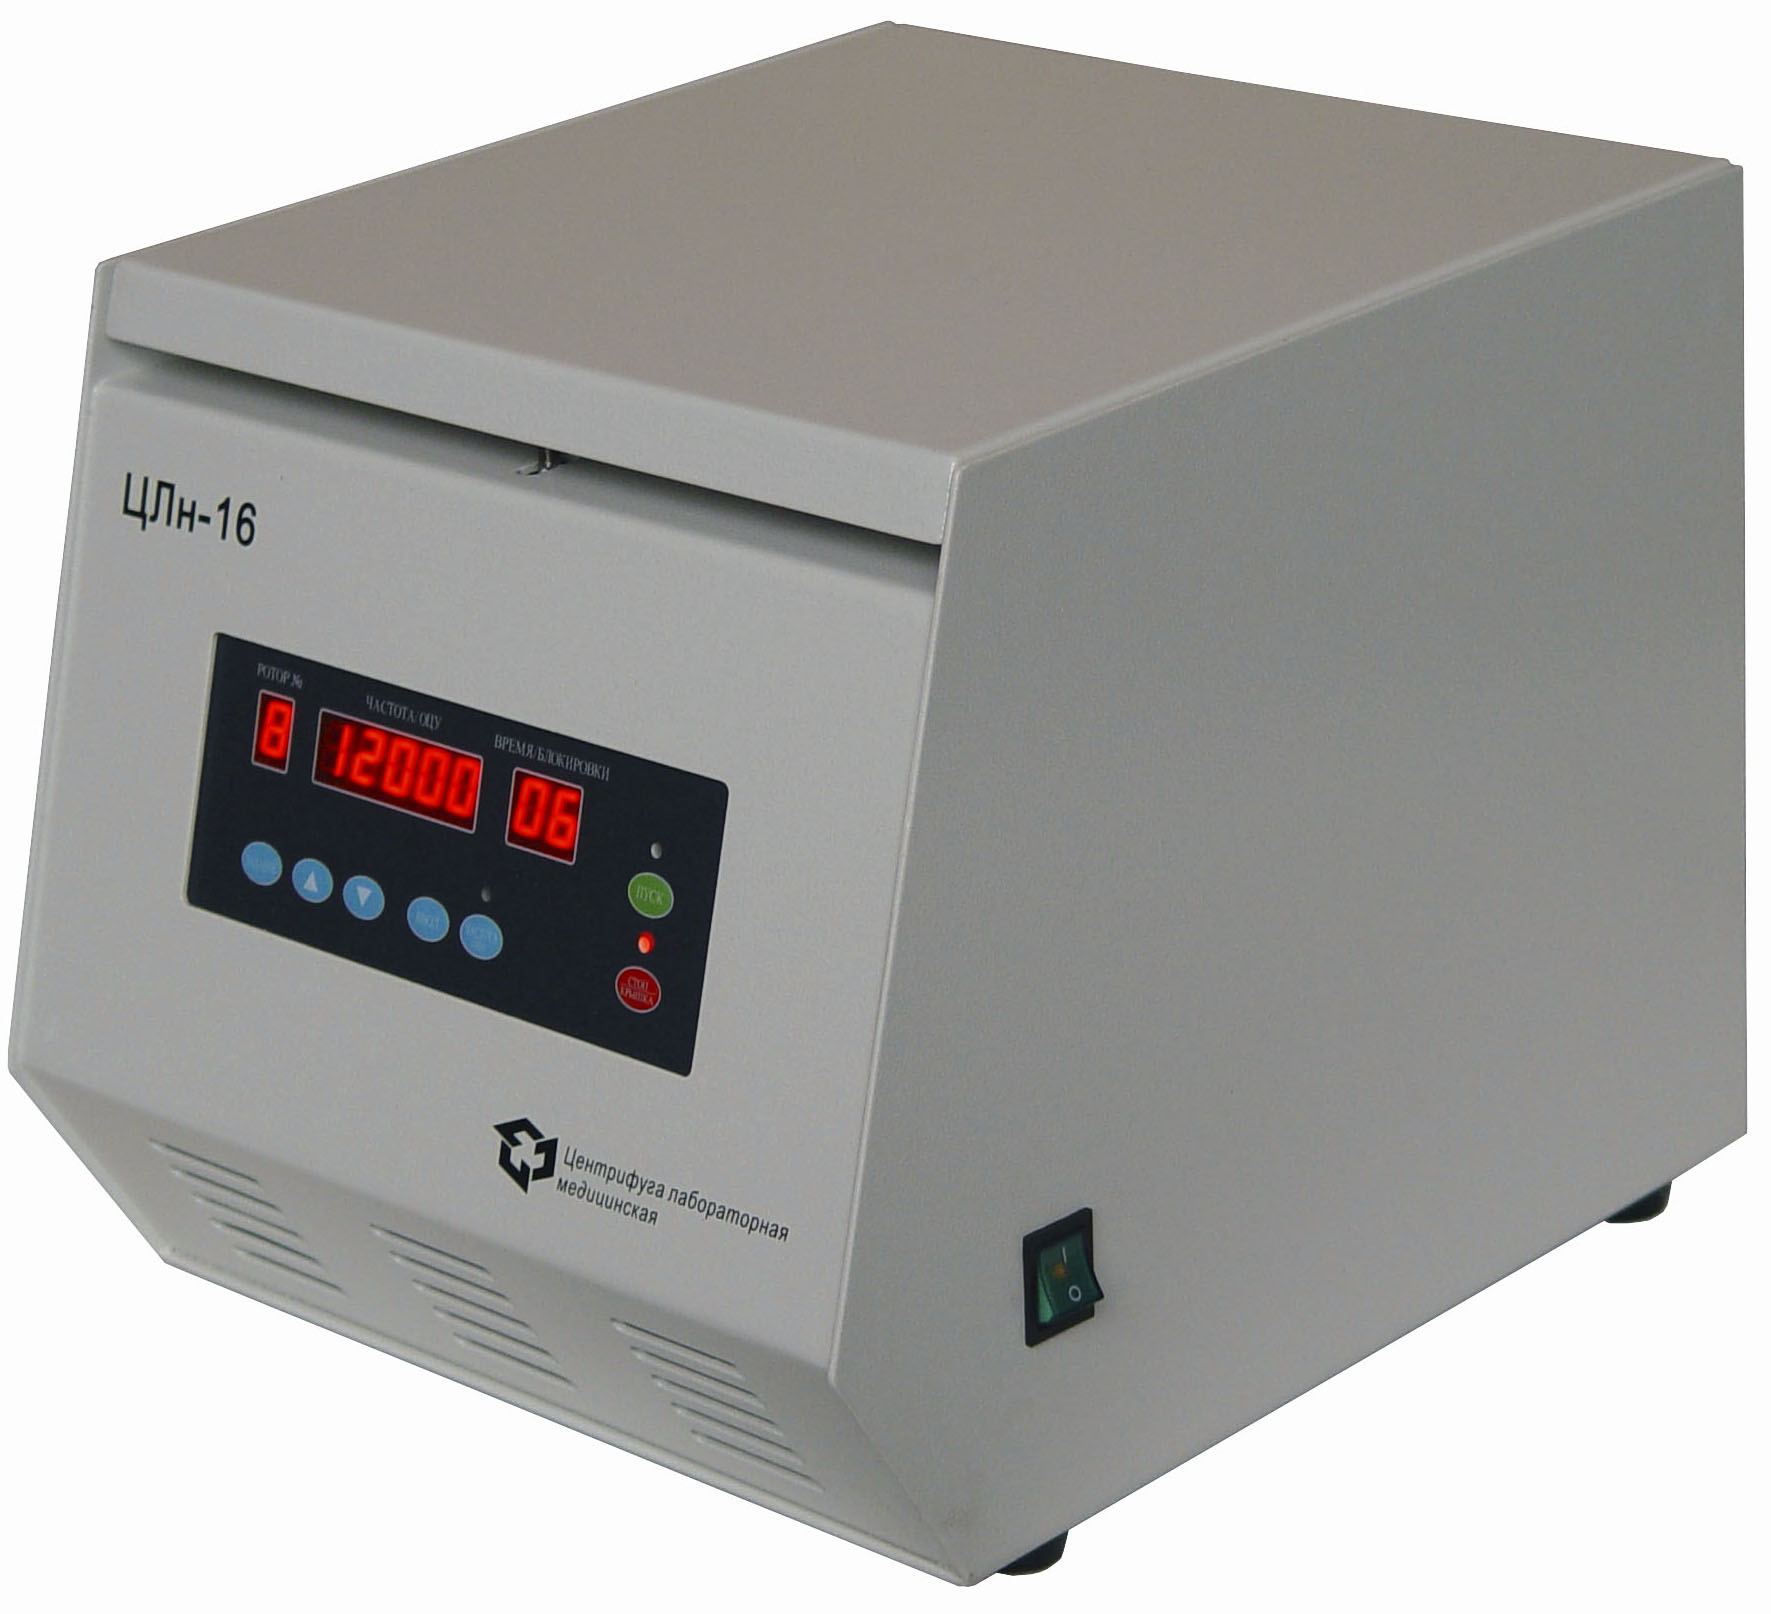 ЦЛн-16
РОТОР №
ЧАСТОТА/ОЦУ
ВРЕМЯ/БЛОКИРОВКИ
8
12000
06
ПУСК
СТОП
КРЫШКА
Центрифуга лабораторная
медицинская